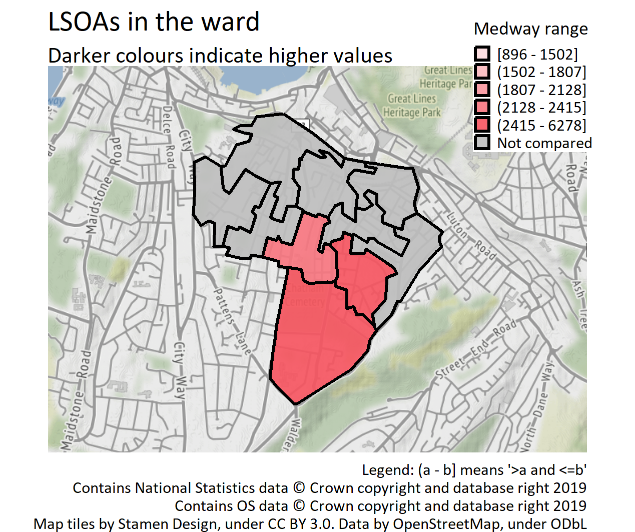 LSOAs in the ward
Darker colours indicate higher values
Medway range
[896 - 1502]
(1502 - 1807]
(1807 - 2128]
(2128 - 2415]
(2415 - 6278]
Not compared
Great Lines
Heritage Park
Great Lines
Heritage Park
Delce Road
City
Maidstone - Road
Luton - Road
Road
Ash - Tree
Pattens - Lane
City - Way
Maidstone - Road
Street - End - Road
North - Dane - Way
Walder
Legend: (a - b] means '>a and <=b'
Contains National Statistics data © Crown copyright and database right 2019
Contains OS data © Crown copyright and database right 2019
Map tiles by Stamen Design, under CC BY 3.0. Data by OpenStreetMap, under ODbL